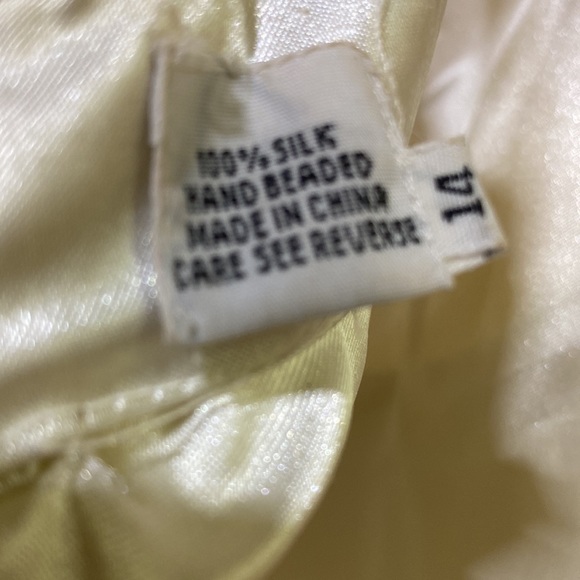 100% SILK
HAND BEADED
MADE IN CHINA
CARE SEE REVERSE
14